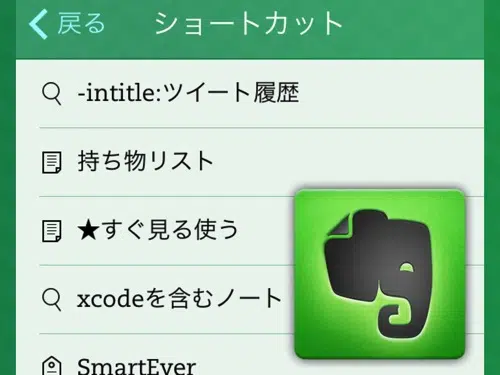 戻る ショートカット
-intitle:ツイート履歴
持ち物リスト
★すぐ見る使う
xcodeを含むノート
SmartEver